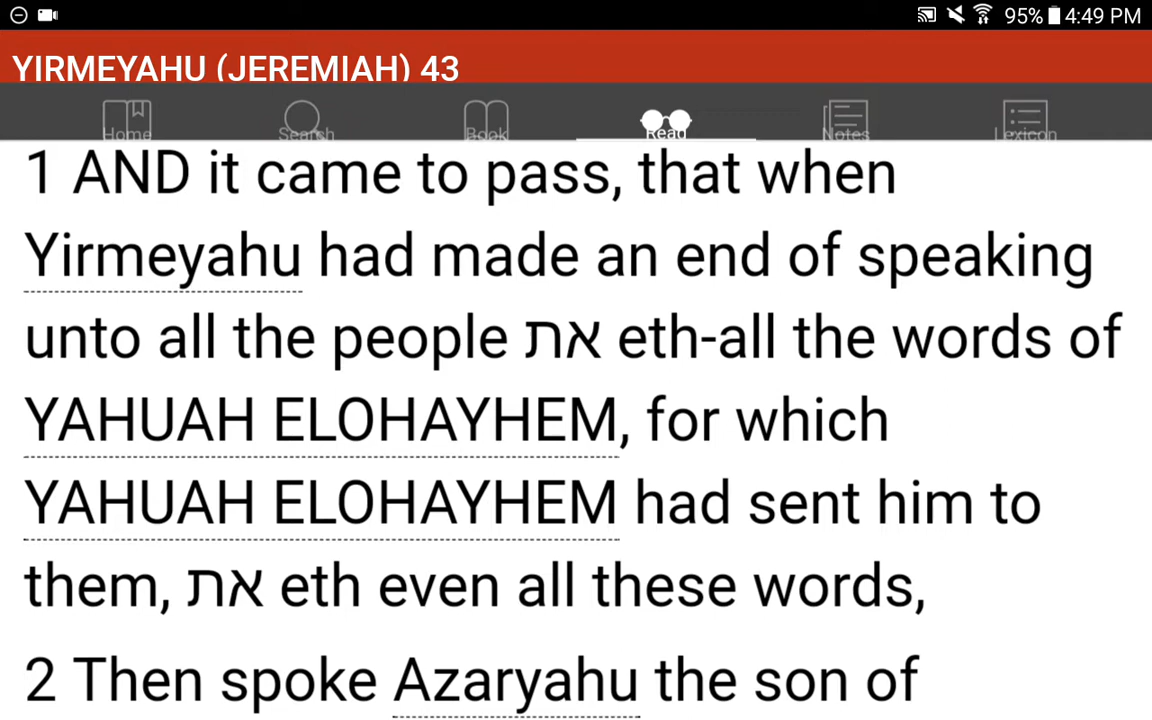 95% 4:49 PM
YIRMEYAHU (JEREMIAH) 43
Home Search Book Read Notes Lexicon
1 AND it came to pass, that when
Yirmeyahu had made an end of speaking
unto all the people את eth-all the words of
YAHUAH ELOHAYHEM, for which
YAHUAH ELOHAYHEM had sent him to
them, את eth even all these words,
2 Then spoke Azaryahu the son of